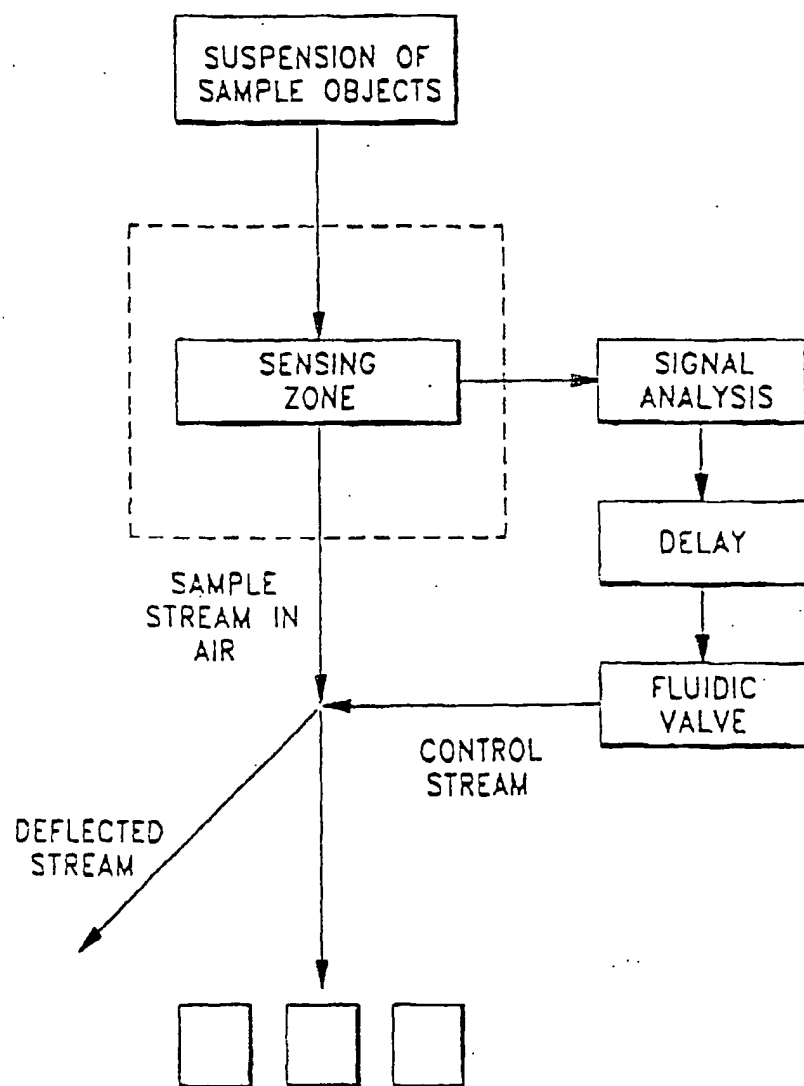 SUSPENSION OF
SAMPLE OBJECTS
SENSING
ZONE
SIGNAL
ANALYSIS
DELAY
SAMPLE
STREAM IN
AIR
FLUIDIC
VALVE
CONTROL
STREAM
DEFLECTED
STREAM